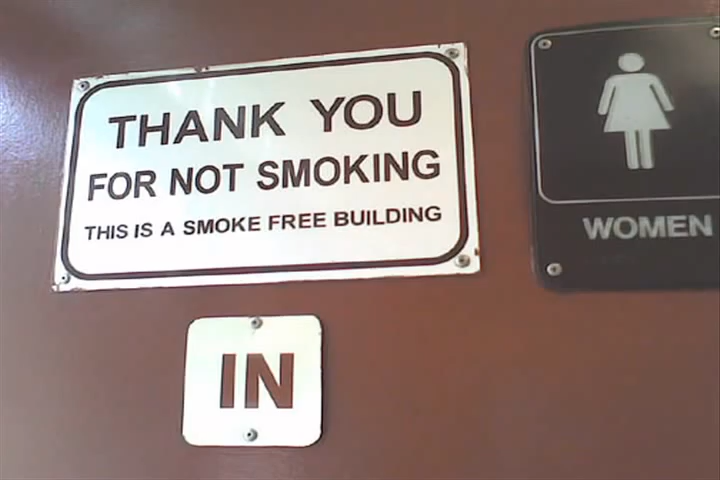 THANK YOU
FOR NOT SMOKING
THIS IS A SMOKE FREE BUILDING
WOMEN
IN